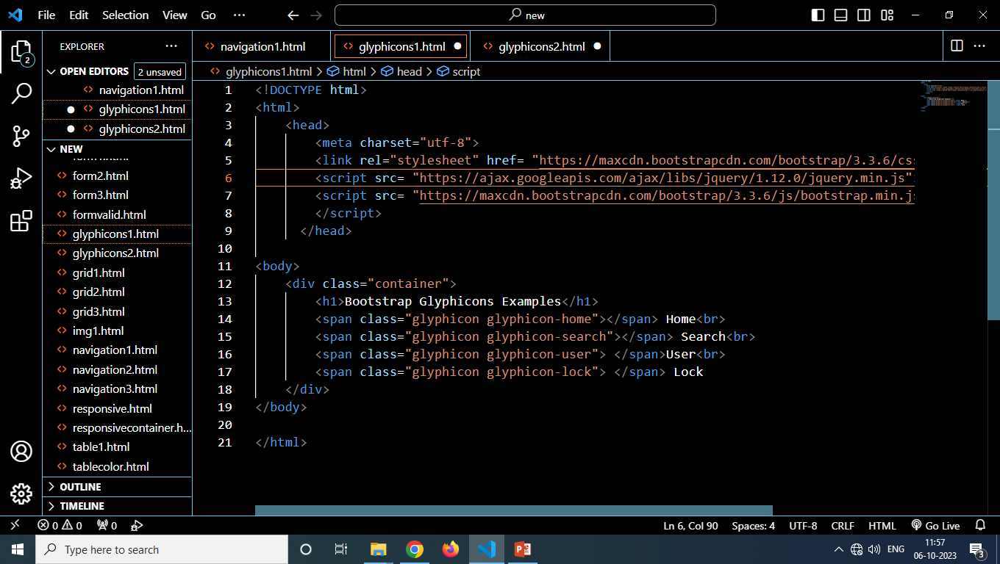 File Edit Selection View Go ··· new
EXPLORER ···
OPEN EDITORS 2 unsaved
navigation1.html
glyphicons1.html
glyphicons2.html
NEW
form2.html
form3.html
formvalid.html
glyphicons1.html
glyphicons2.html
grid1.html
grid2.html
grid3.html
img1.html
navigation1.html
navigation2.html
navigation3.html
responsive.html
responsivecontainer.h...
table1.html
tablecolor.html
OUTLINE
TIMELINE
2
navigation1.html glyphicons1.html glyphicons2.html
glyphicons1.html > html > head > script
1 <!DOCTYPE html>
2 <html>
3 <head>
4 <meta charset="utf-8">
5 <link rel="stylesheet" href= "https://maxcdn.bootstrapcdn.com/bootstrap/3.3.6/cs
6 <script src= "https://ajax.googleapis.com/ajax/libs/jquery/1.12.0/jquery.min.js"
7 <script src= "https://maxcdn.bootstrapcdn.com/bootstrap/3.3.6/js/bootstrap.min.j
8 </script>
9 </head>
10
11 <body>
12 <div class="container">
13 <h1>Bootstrap Glyphicons Examples</h1>
14 <span class="glyphicon glyphicon-home"></span> Home<br>
15 <span class="glyphicon glyphicon-search"></span> Search<br>
16 <span class="glyphicon glyphicon-user"> </span>User<br>
17 <span class="glyphicon glyphicon-lock"> </span> Lock
18 </div>
19 </body>
20
21 </html>
0 0 0 Ln 6, Col 90 Spaces: 4 UTF-8 CRLF HTML Go Live
Type here to search ENG 11:57
06-10-2023 3